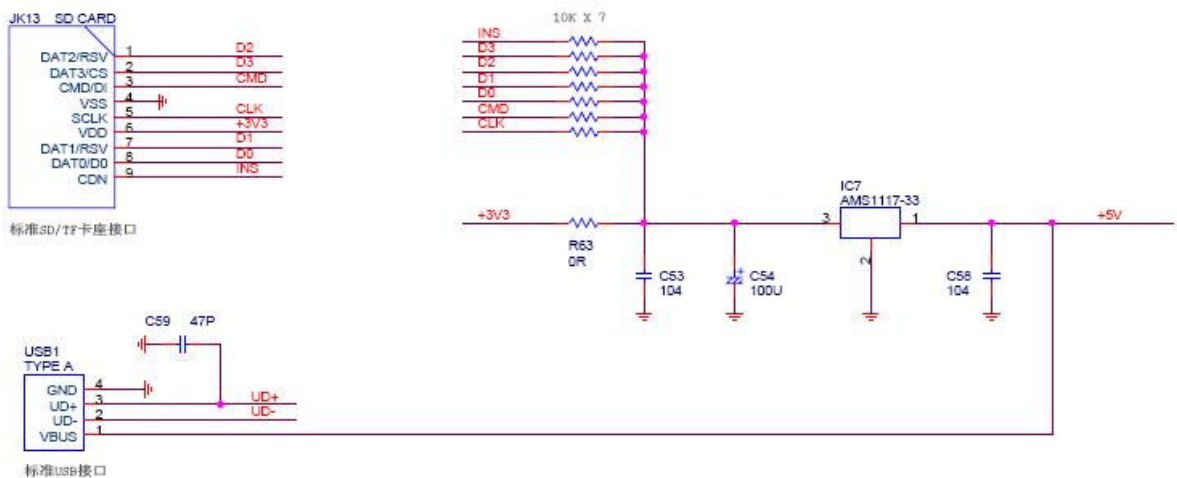 JK13 SD CARD
DAT2/RSV 1 D2
DAT3/CS 2 D3
CMD/DI 3 CMD
VSS 4
SCLK 5 CLK
VDD 6 +3V3
DAT1/RSV 7 D1
DAT0/D0 8 D0
CDN 9 INS
标准SD/TF卡座接口
10K X 7
INS
D3
D2
D1
D0
CMD
CLK
+3V3
R63
0R
C53
104
C54
100U
+
IC7
AMS1117-33
3 1
2
C58
104
+5V
C59 47P
USB1
TYPE A
GND 4
UD+ 3 UD+
UD- 2 UD-
VBUS 1
标准USB接口